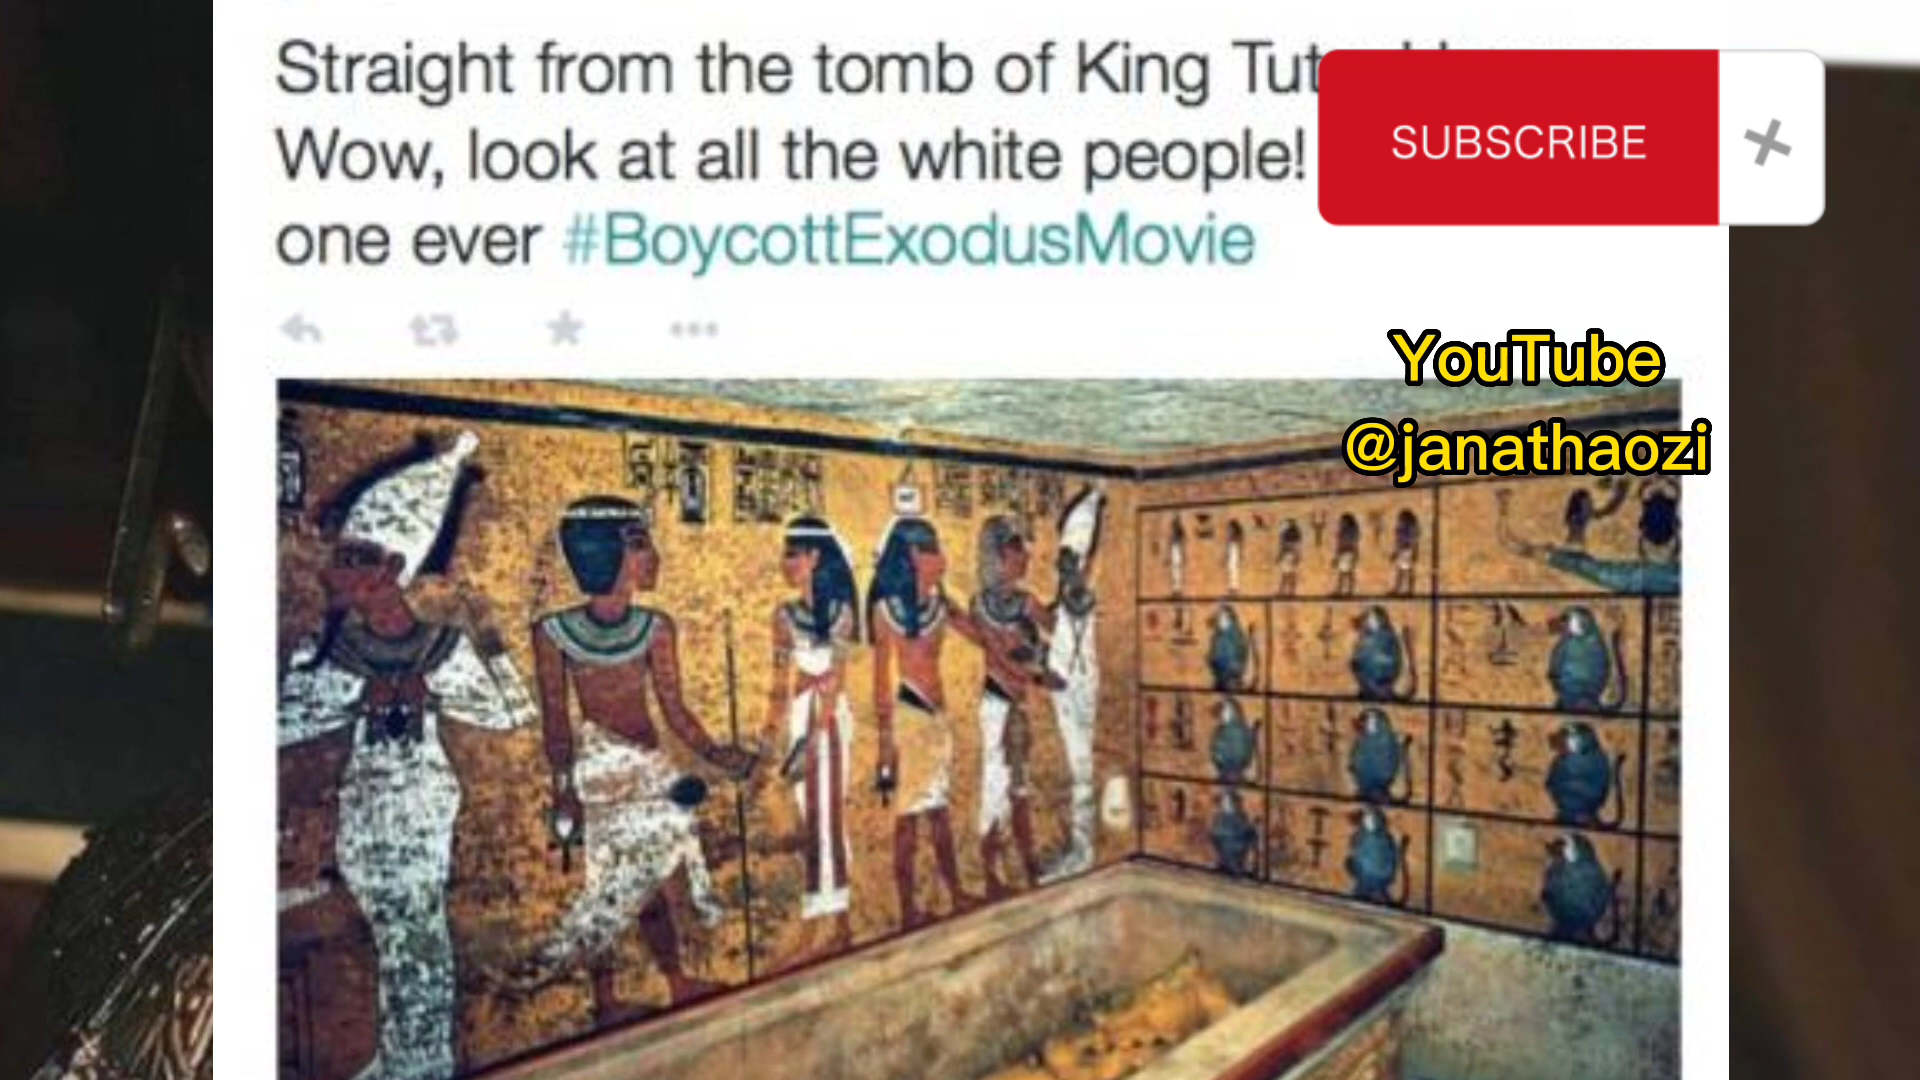 Straight from the tomb of King Tut
Wow, look at all the white people!
one ever #BoycottExodusMovie
SUBSCRIBE
YouTube
@janathaozi